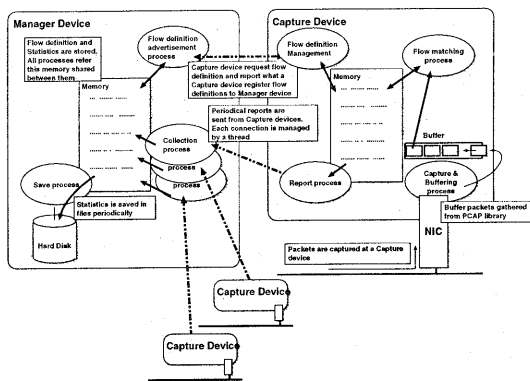 Manager Device
Flow definition and
Statistics are stored.
All processes refer
this memory shared
between them
Flow definition
advertisement
process
Memory
Capture device request flow
definition and report what a
Capture device register flow
definitions to Manager device
Periodical reports are
sent from Capture devices.
Each connection is managed
by a thread
Collection
process
process
process
Save process
Statistics is saved in
files periodically
Hard Disk
Capture Device
Flow definition
Management
Flow matching
process
Memory
Buffer
Report process
Capture &
Buffering
process
Buffer packets gathered
from PCAP library
NIC
Packets are captured at a Capture
device
Capture Device
Capture Device